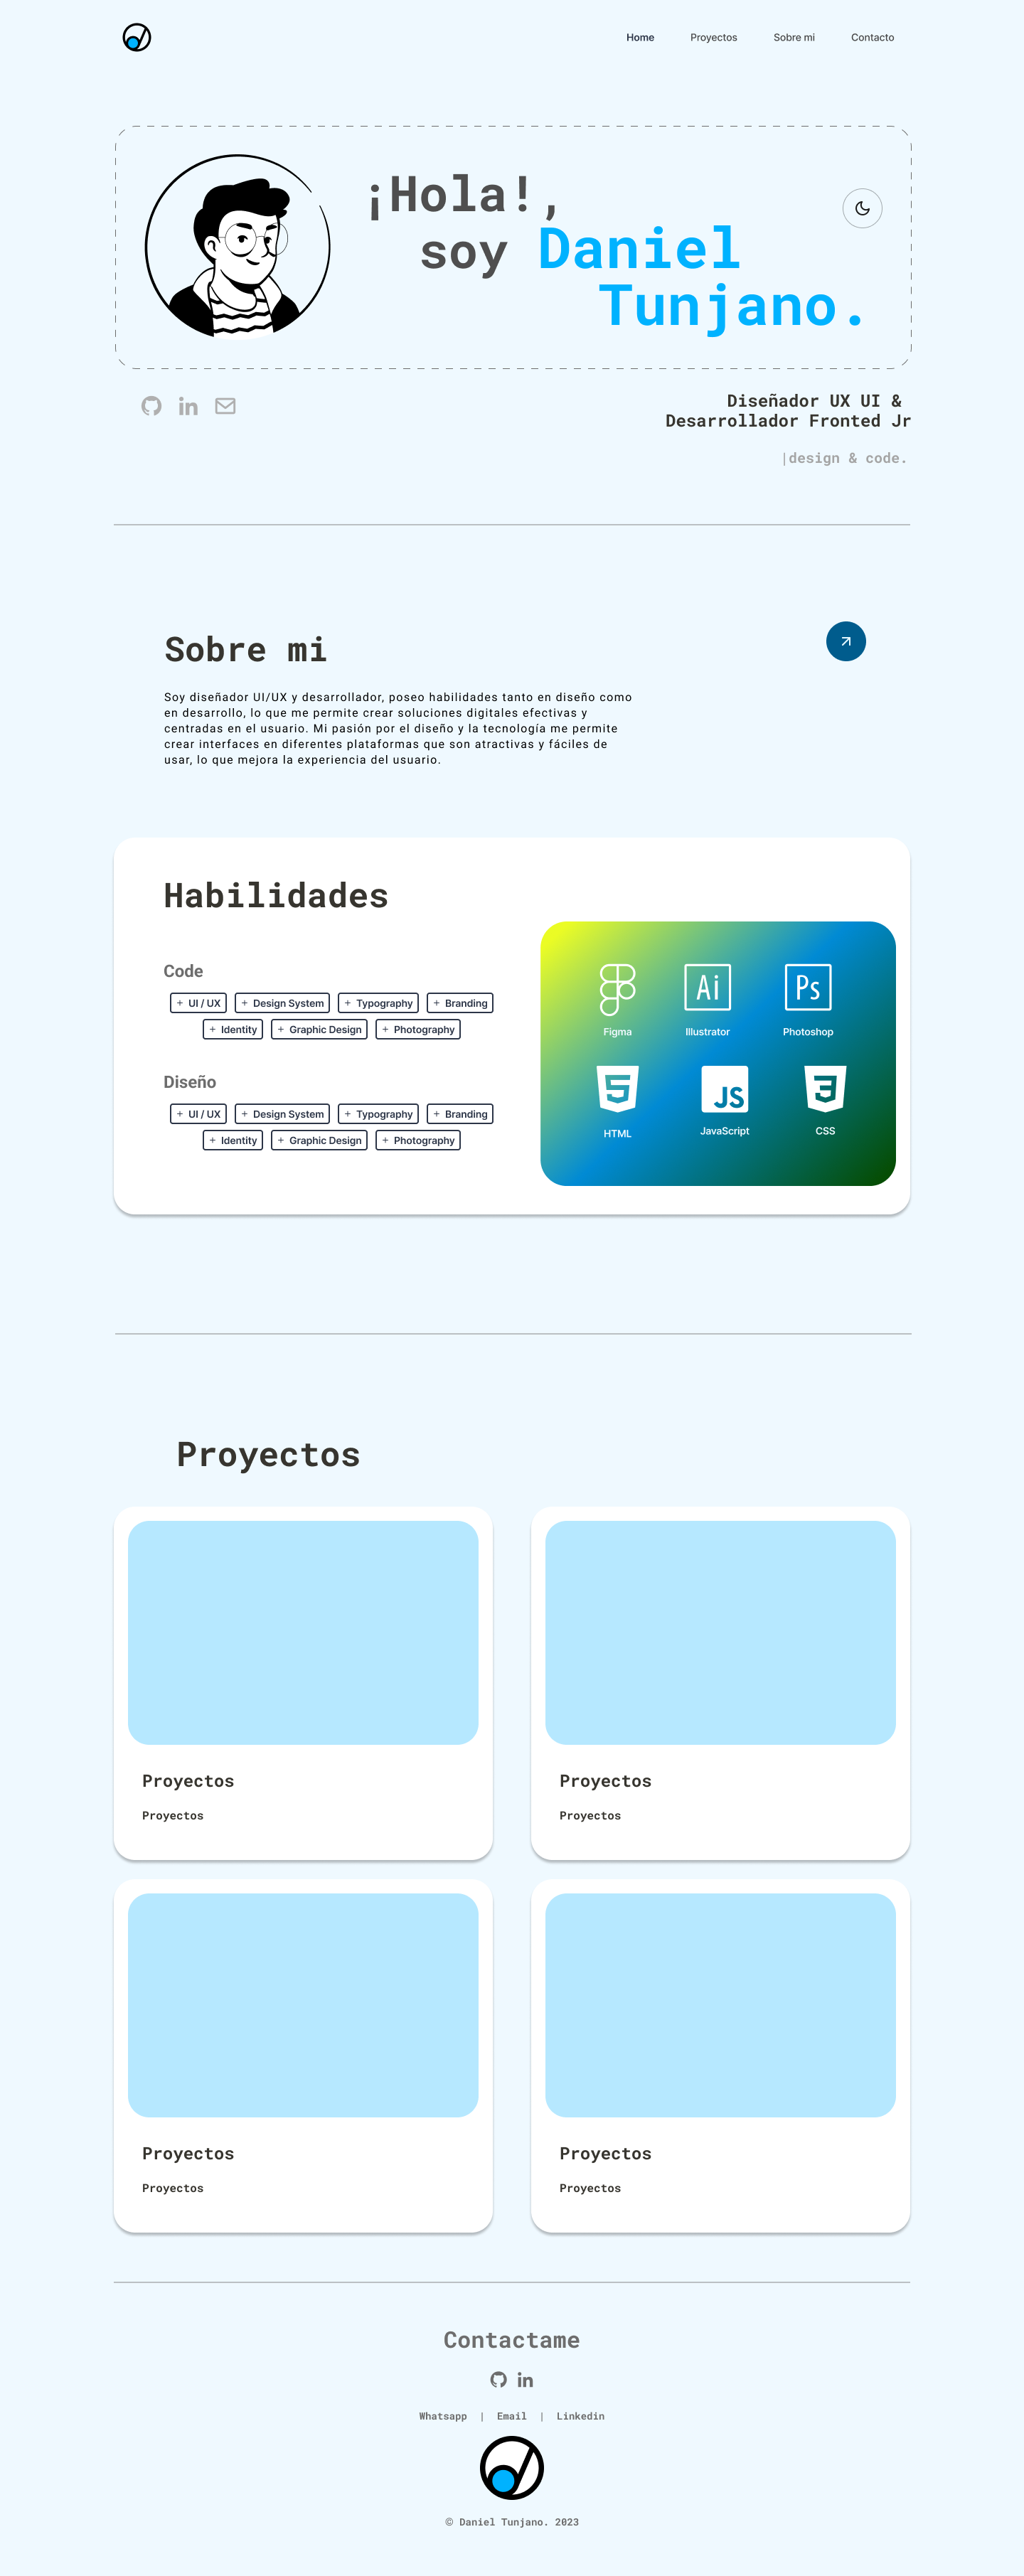 Home Proyectos Sobre mi Contacto
¡Hola!,
soy Daniel
Tunjano.
Diseñador UX UI &
Desarrollador Fronted Jr
|design & code.
Sobre mi
Soy diseñador UI/UX y desarrollador, poseo habilidades tanto en diseño como
en desarrollo, lo que me permite crear soluciones digitales efectivas y
centradas en el usuario. Mi pasión por el diseño y la tecnología me permite
crear interfaces en diferentes plataformas que son atractivas y fáciles de
usar, lo que mejora la experiencia del usuario.
Habilidades
Code
+ UI / UX + Design System + Typography + Branding
+ Identity + Graphic Design + Photography
Diseño
+ UI / UX + Design System + Typography + Branding
+ Identity + Graphic Design + Photography
Ai Ps
Figma Illustrator Photoshop
5 JS 3
HTML JavaScript CSS
Proyectos
Proyectos
Proyectos
Proyectos
Proyectos
Proyectos
Proyectos
Proyectos
Proyectos
Contactame
in
Whatsapp | Email | Linkedin
© Daniel Tunjano. 2023